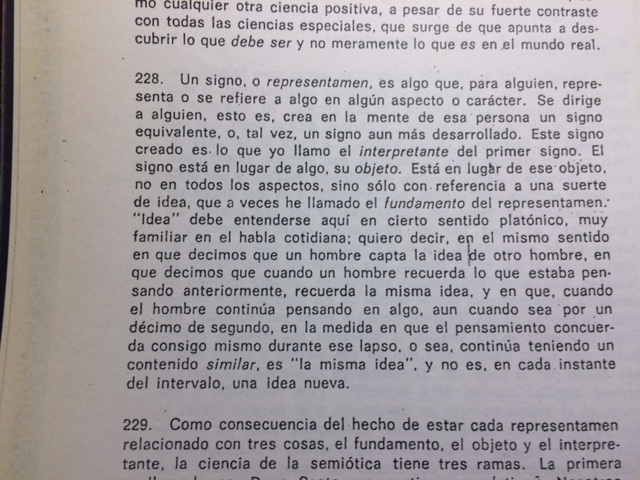 mo cualquier otra ciencia positiva, a pesar de su fuerte contraste
con todas las ciencias especiales, que surge de que apunta a des-
cubrir lo que debe ser y no meramente lo que es en el mundo real.
228. Un signo, o representamen, es algo que, para alguien, repre-
senta o se refiere a algo en algún aspecto o carácter. Se dirige
a alguien, esto es, crea en la mente de esa persona un signo
equivalente, o, tal vez, un signo aun más desarrollado. Este signo
creado es lo que yo llamo el interpretante del primer signo. El
signo está en lugar de algo, su objeto. Está en lugar de ese objeto,
no en todos los aspectos, sino sólo con referencia a una suerte
de idea, que a veces he llamado el fundamento del representamen.
"Idea" debe entenderse aquí en cierto sentido platónico, muy
familiar en el habla cotidiana; quiero decir, en el mismo sentido
en que decimos que un hombre capta la idea de otro hombre, en
que decimos que cuando un hombre recuerda lo que estaba pen-
sando anteriormente, recuerda la misma idea, y en que, cuando
el hombre continúa pensando en algo, aun cuando sea por un
décimo de segundo, en la medida en que el pensamiento concuer-
da consigo mismo durante ese lapso, o sea, continúa teniendo un
contenido similar, es "la misma idea", y no es, en cada instante
del intervalo, una idea nueva.
229. Como consecuencia del hecho de estar cada representamen
relacionado con tres cosas, el fundamento, el objeto y el interpre-
tante, la ciencia de la semiótica tiene tres ramas. La primera